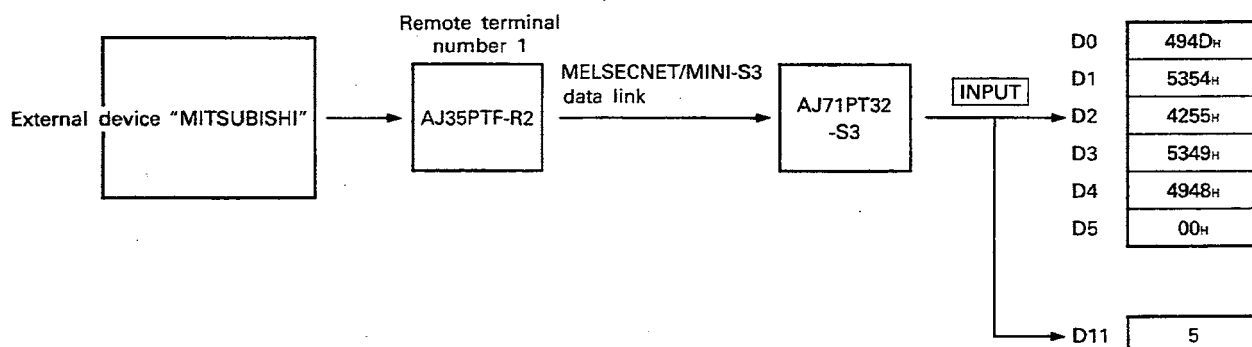 Remote terminal
number 1
External device "MITSUBISHI"
AJ35PTF-R2
MELSECNET/MINI-S3
data link
AJ71PT32
-S3
INPUT
D0 494DH
D1 5354H
D2 4255H
D3 5349H
D4 4948H
D5 00H
D11 5